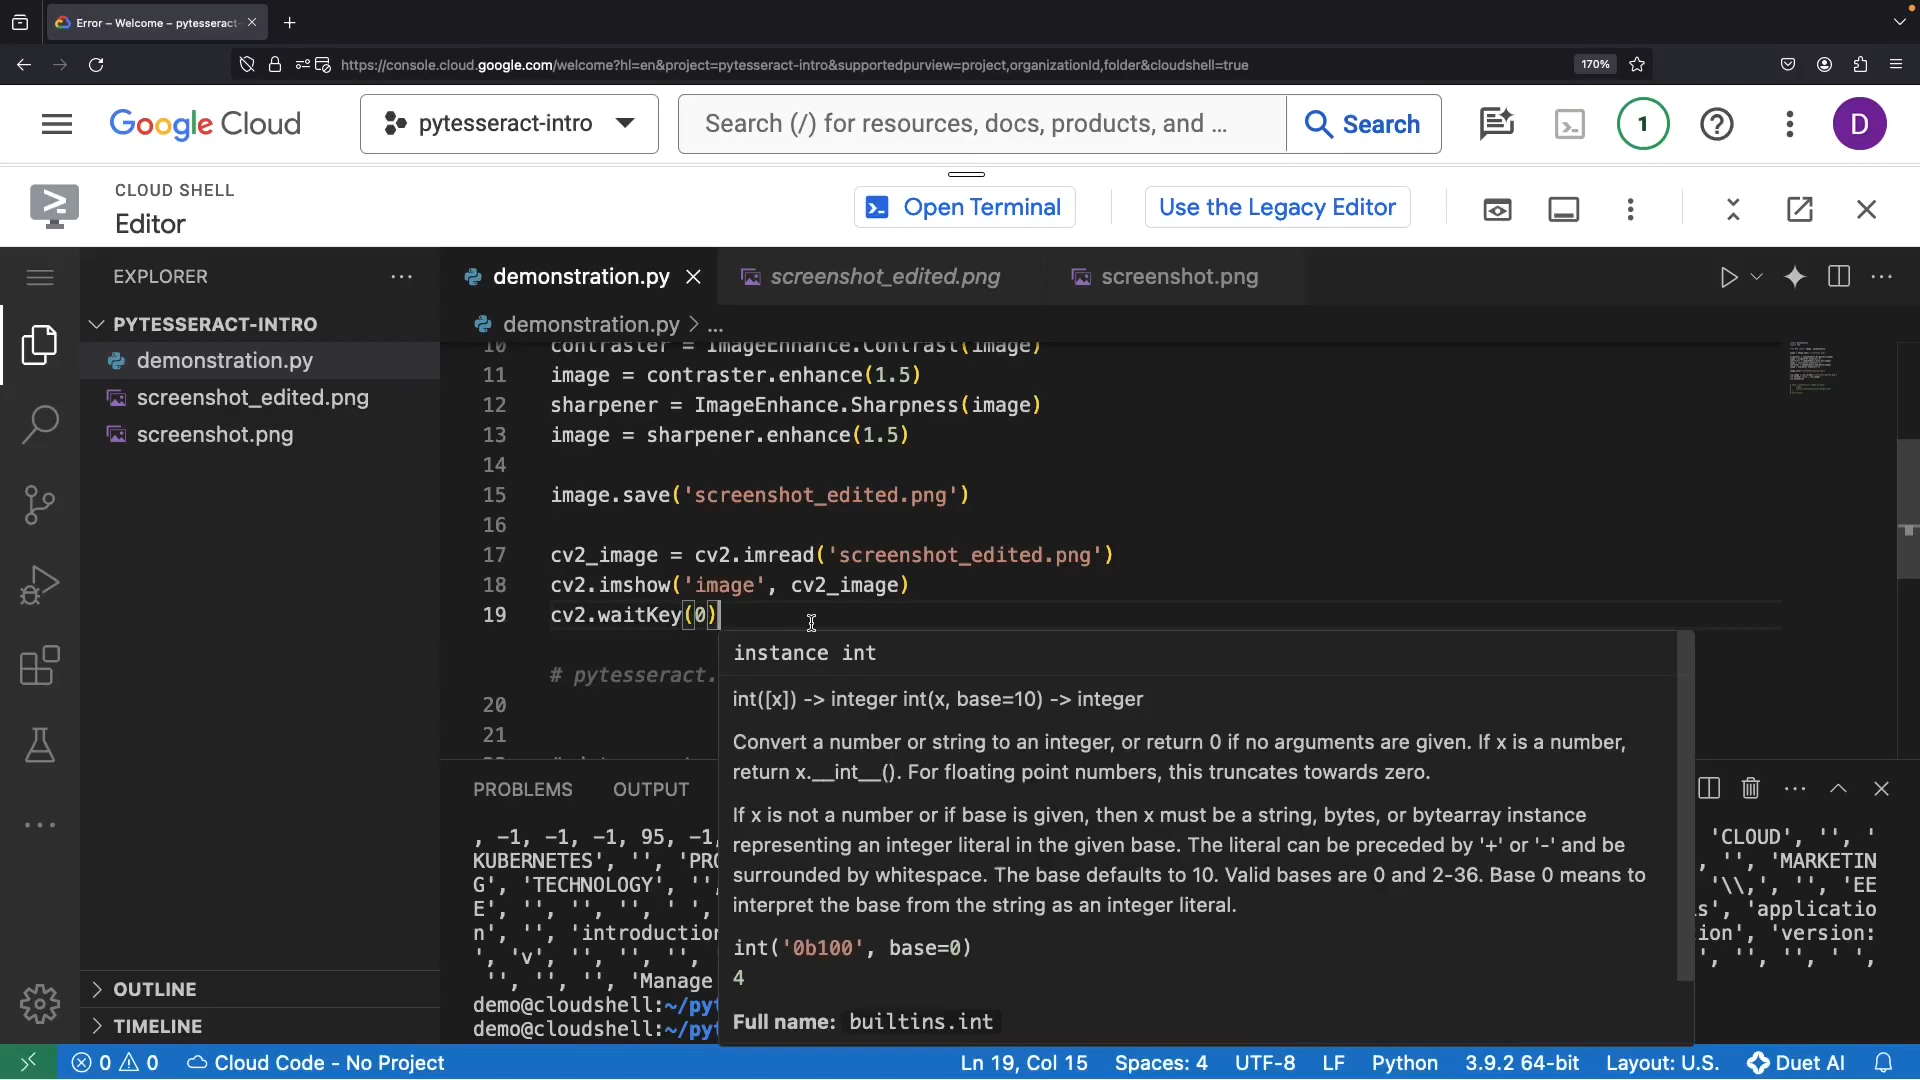 Error – Welcome – pytesseract-
https://console.cloud.google.com/welcome?hl=en&project=pytesseract-intro&supportedpurview=project,organizationId,folder&cloudshell=true
170%
Google Cloud
pytesseract-intro
Search (/) for resources, docs, products, and ...
Search
1
D
CLOUD SHELL
Editor
Open Terminal
Use the Legacy Editor
EXPLORER
demonstration.py
screenshot_edited.png
screenshot.png
PYTESSERACT-INTRO
demonstration.py > ...
demonstration.py
screenshot_edited.png
screenshot.png
10 contraster = ImageEnhance.Contrast(image)
11 image = contraster.enhance(1.5)
12 sharpener = ImageEnhance.Sharpness(image)
13 image = sharpener.enhance(1.5)
14
15 image.save('screenshot_edited.png')
16
17 cv2_image = cv2.imread('screenshot_edited.png')
18 cv2.imshow('image', cv2_image)
19 cv2.waitKey(0)
# pytesseract.
20
21
instance int
int([x]) -> integer int(x, base=10) -> integer
Convert a number or string to an integer, or return 0 if no arguments are given. If x is a number,
return x.__int__(). For floating point numbers, this truncates towards zero.
If x is not a number or if base is given, then x must be a string, bytes, or bytearray instance
representing an integer literal in the given base. The literal can be preceded by '+' or '-' and be
surrounded by whitespace. The base defaults to 10. Valid bases are 0 and 2-36. Base 0 means to
interpret the base from the string as an integer literal.
int('0b100', base=0)
4
Full name: builtins.int
PROBLEMS OUTPUT
, -1, -1, -1, 95, -1, 'CLOUD', '', '
KUBERNETES', '', 'PRO , '', 'MARKETIN
G', 'TECHNOLOGY', '', '\\,', '', 'EE
E', '', '', '', ' ', s', 'applicatio
n', '', 'introduction ion', 'version:
', 'v', '', '', '', ', '', '', ' ',
'', '', '', 'Manage
demo@cloudshell:~/pyt
demo@cloudshell:~/pyt
OUTLINE
TIMELINE
0 0
Cloud Code - No Project
Ln 19, Col 15
Spaces: 4
UTF-8
LF
Python
3.9.2 64-bit
Layout: U.S.
Duet AI